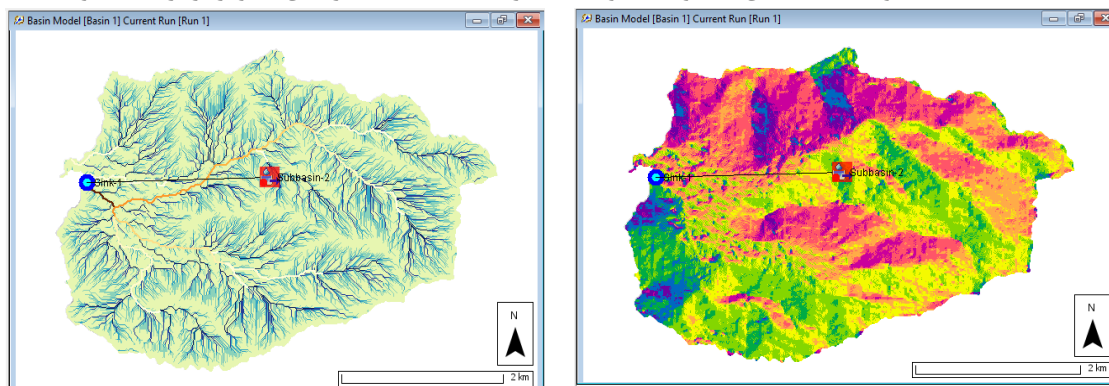 Basin Model [Basin 1] Current Run [Run 1]
Sink-1
Subbasin-2
N
2 km
Basin Model [Basin 1] Current Run [Run 1]
Sink-1
Subbasin-2
N
2 km